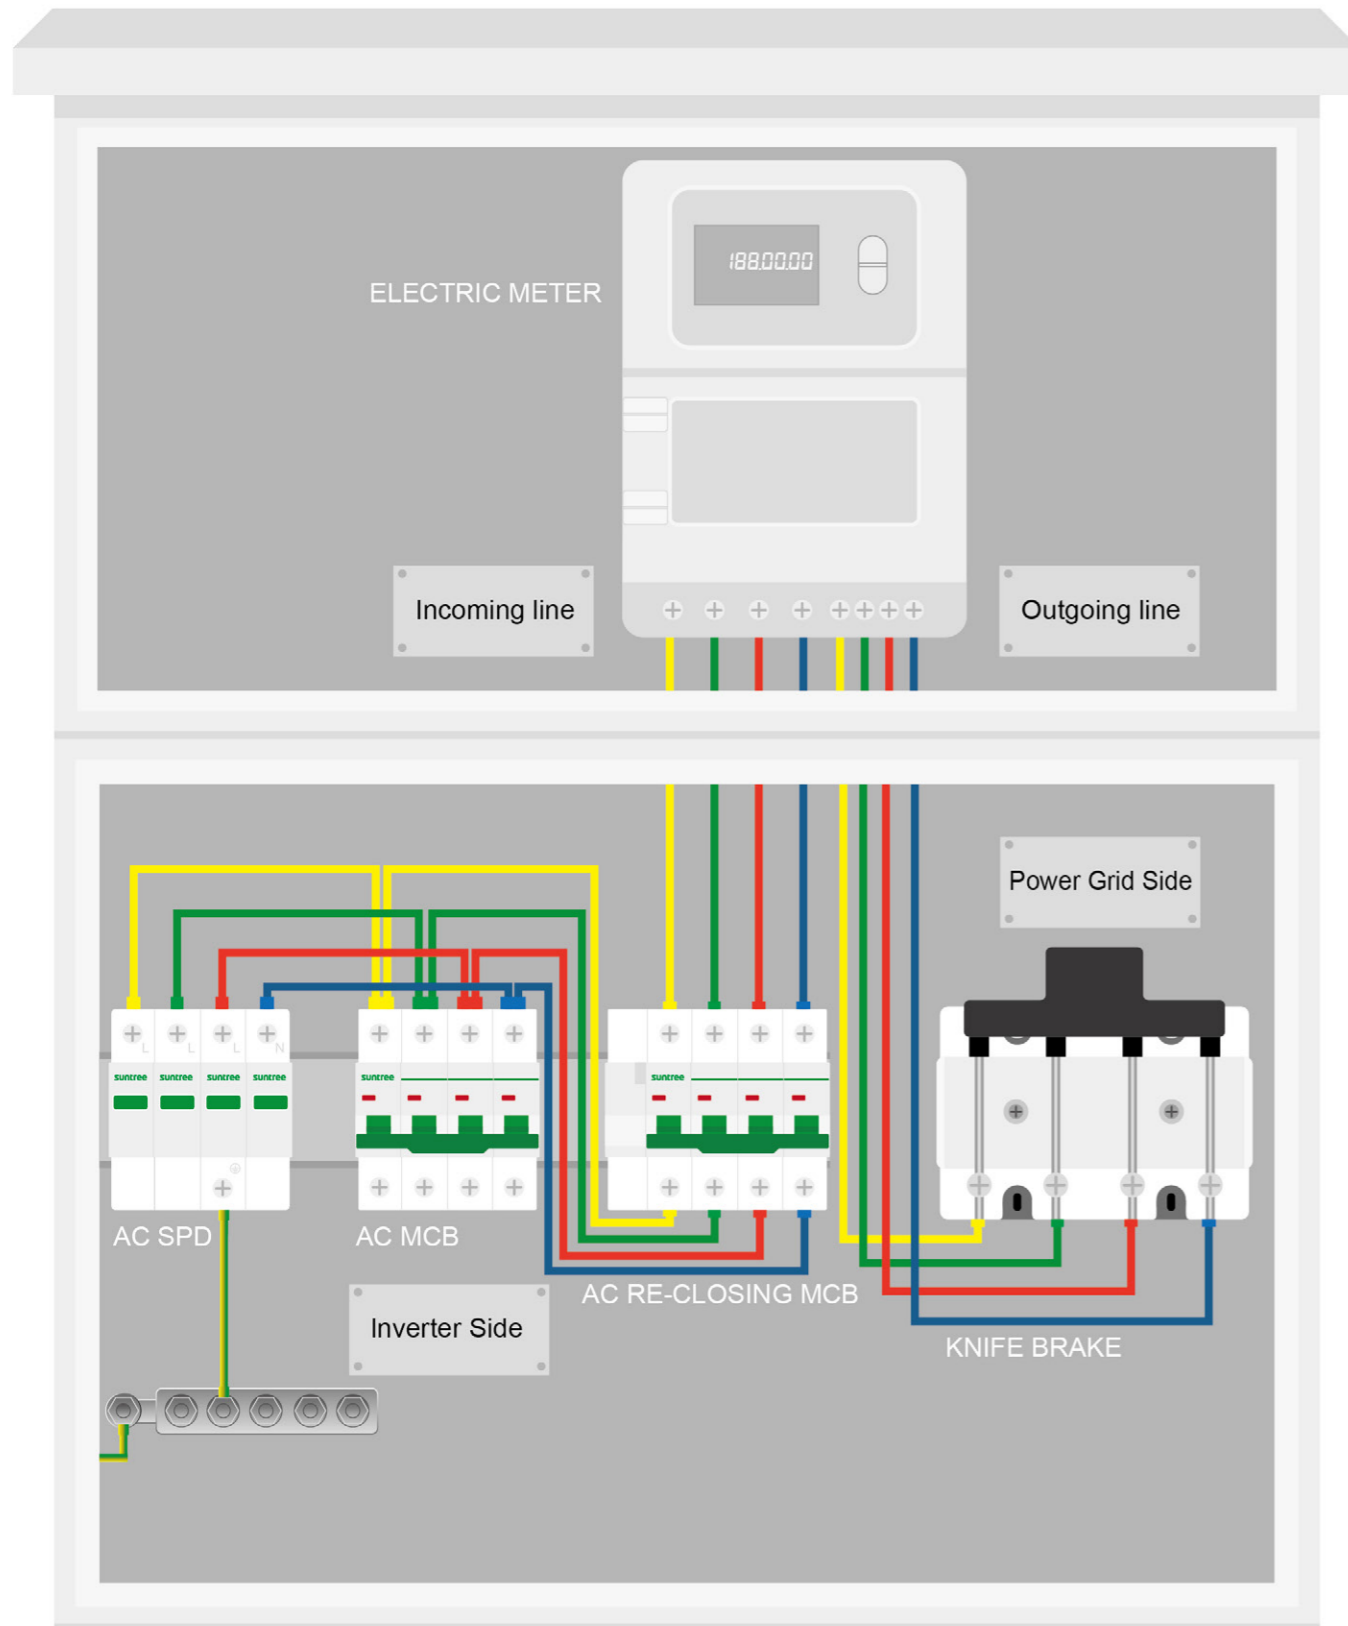 188.00.00
ELECTRIC METER
Incoming line
Outgoing line
Power Grid Side
L L L N
suntree suntree suntree suntree
suntree
suntree
AC SPD
AC MCB
AC RE-CLOSING MCB
Inverter Side
KNIFE BRAKE